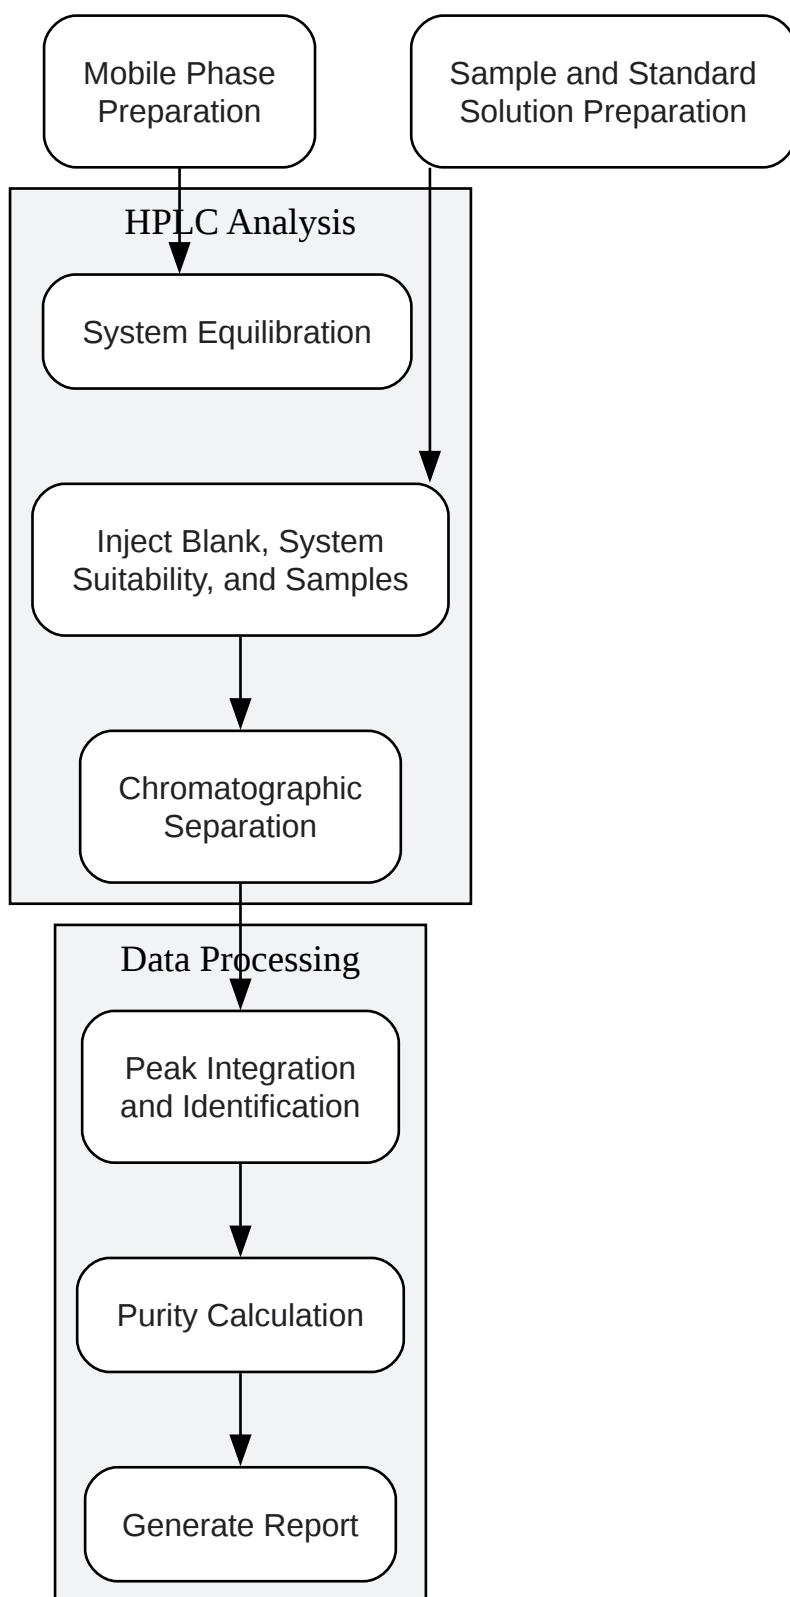 Mobile Phase
Preparation
Sample and Standard
Solution Preparation
HPLC Analysis
System Equilibration
Inject Blank, System
Suitability, and Samples
Chromatographic
Separation
Data Processing
Peak Integration
and Identification
Purity Calculation
Generate Report